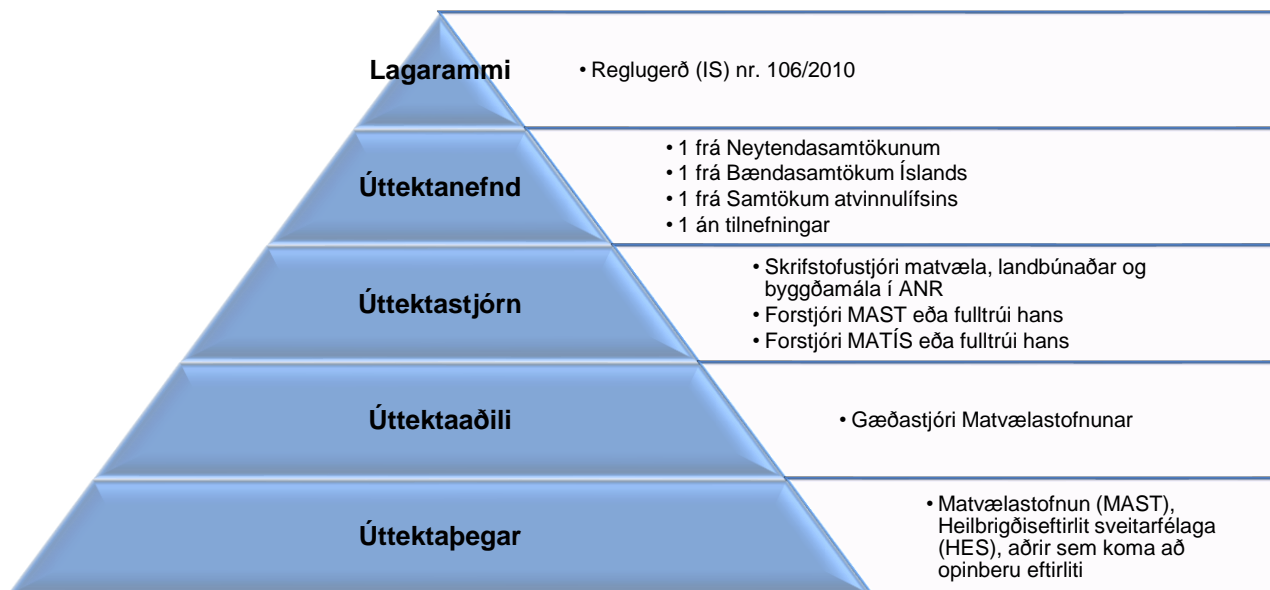 Lagarammi
• Reglugerð (IS) nr. 106/2010
Úttektanefnd
• 1 frá Neytendasamtökunum
• 1 frá Bændasamtökum Íslands
• 1 frá Samtökum atvinnulífsins
• 1 án tilnefningar
Úttektastjórn
• Skrifstofustjóri matvæla, landbúnaðar og
byggðamála í ANR
• Forstjóri MAST eða fulltrúi hans
• Forstjóri MATÍS eða fulltrúi hans
Úttektaaðili
• Gæðastjóri Matvælastofnunar
Úttektaþegar
• Matvælastofnun (MAST),
Heilbrigðiseftirlit sveitarfélaga
(HES), aðrir sem koma að
opinberu eftirliti